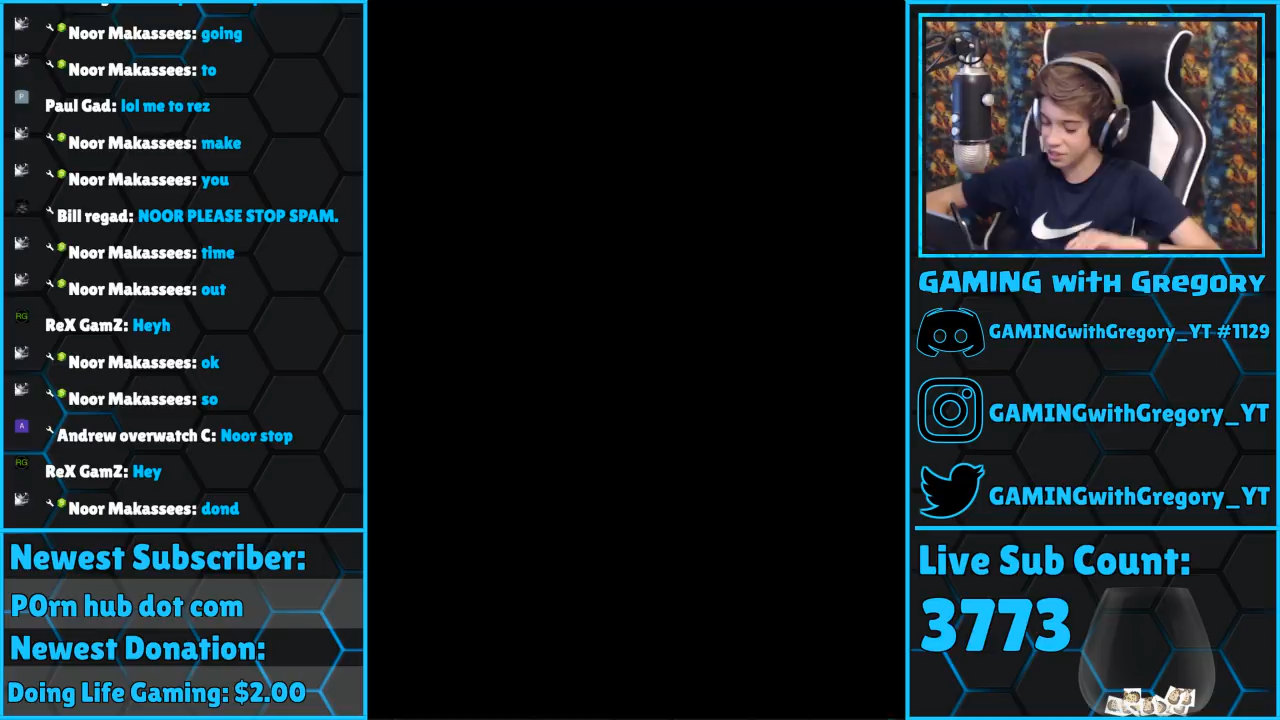 Noor Makassees: going
Noor Makassees: to
Paul Gad: lol me to rez
Noor Makassees: make
Noor Makassees: you
Bill regad: NOOR PLEASE STOP SPAM.
Noor Makassees: time
Noor Makassees: out
RG ReX GamZ: Heyh
Noor Makassees: ok
Noor Makassees: so
A Andrew overwatch C: Noor stop
RG ReX GamZ: Hey
Noor Makassees: dond
Newest Subscriber:
POrn hub dot com
Newest Donation:
Doing Life Gaming: $2.00
GAMING with Gregory
GAMINGwithGregory_YT #1129
GAMINGwithGregory_YT
GAMINGwithGregory_YT
Live Sub Count:
3773